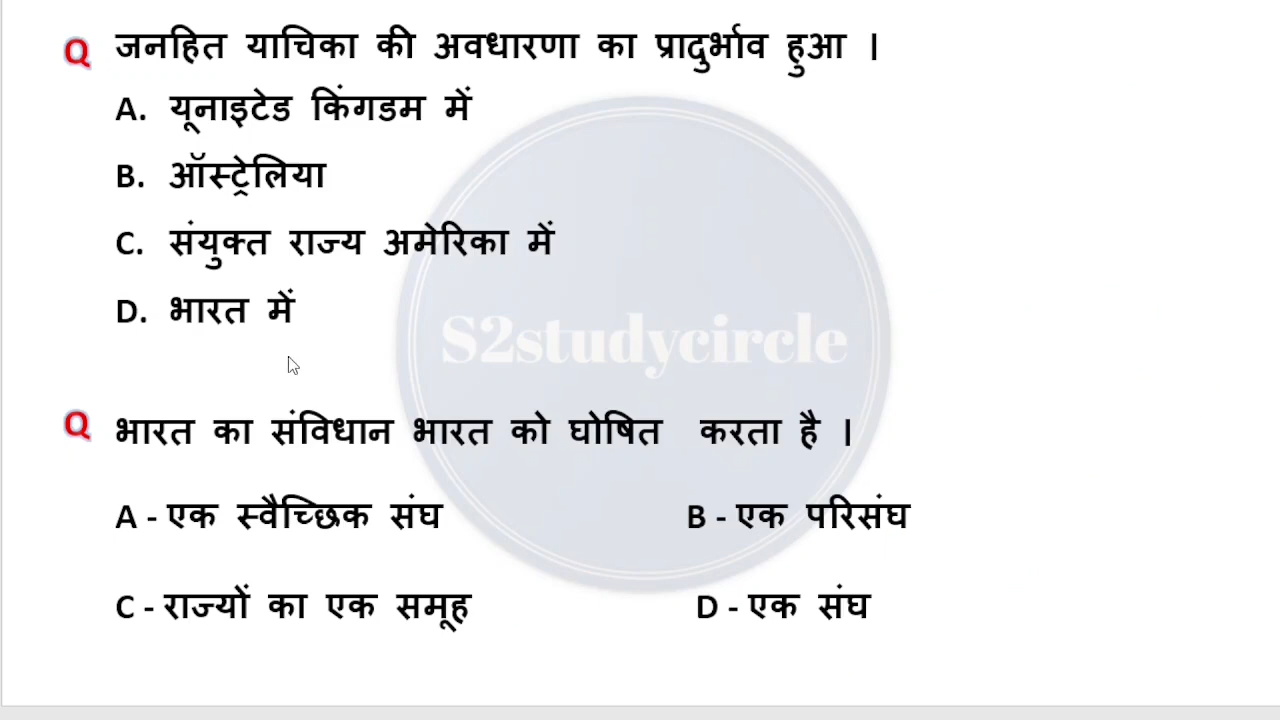 Q जनहित याचिका की अवधारणा का प्रादुर्भाव हुआ ।
A. यूनाइटेड किंगडम में
B. ऑस्ट्रेलिया
C. संयुक्त राज्य अमेरिका में
D. भारत में
S2studycircle
Q भारत का संविधान भारत को घोषित करता है ।
A - एक स्वैच्छिक संघ B - एक परिसंघ
C - राज्यों का एक समूह D - एक संघ